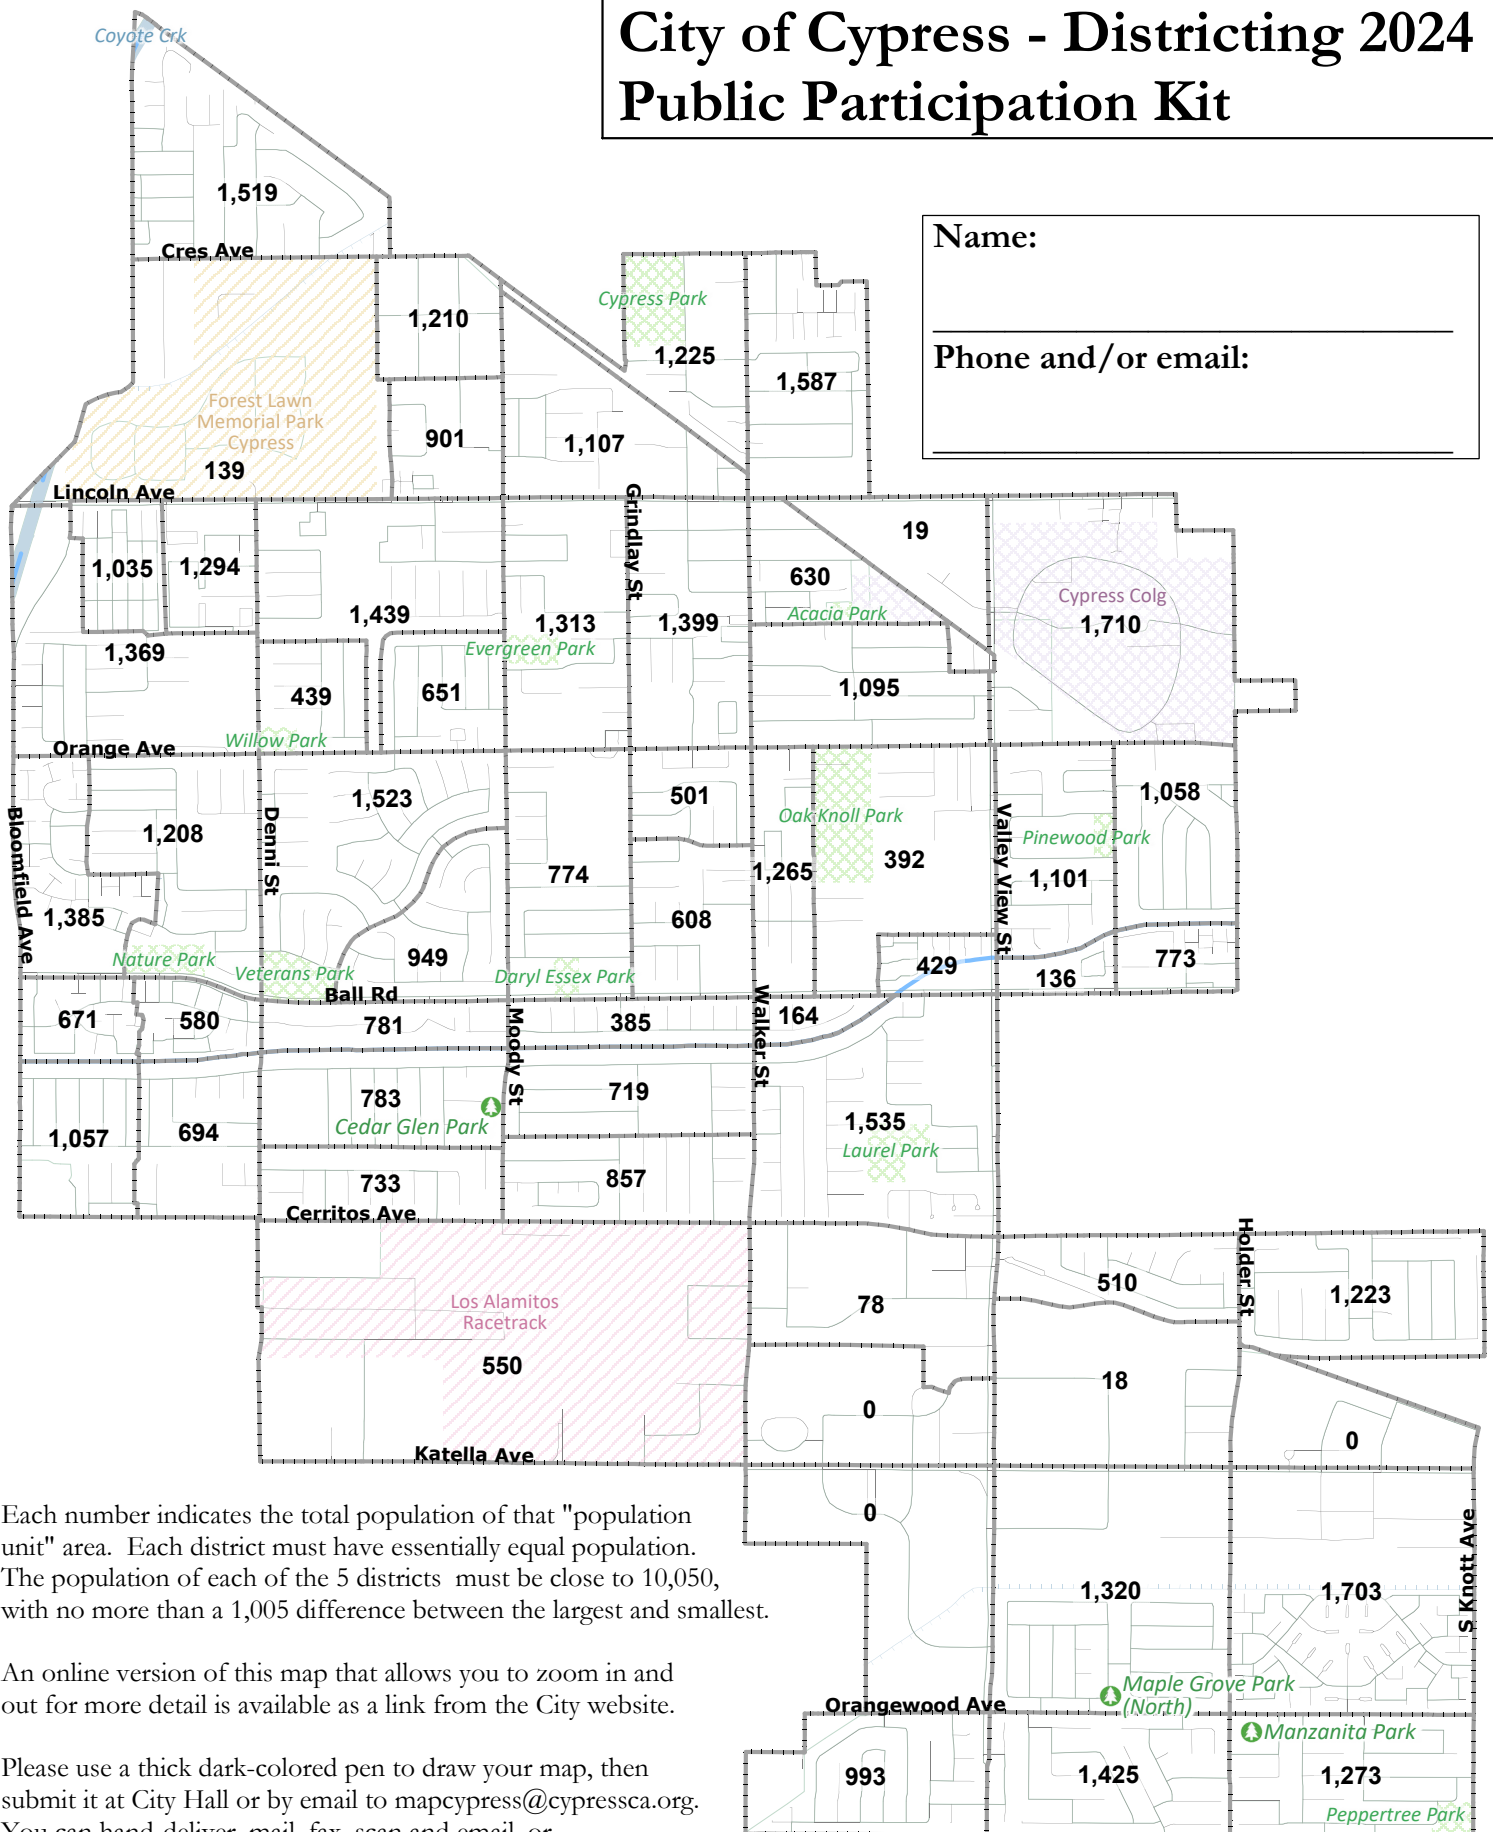 City of Cypress - Districting 2024
Public Participation Kit
Coyote Crk
1,519
Cres Ave
Name:
Phone and/or email:
1,210
Cypress Park
1,225
1,587
Forest Lawn
Memorial Park
Cypress
139
901
1,107
Lincoln Ave
Grindlay St
1,035
1,294
1,439
1,313
1,399
630
19
Acacia Park
Cypress Colg
1,710
1,369
439
651
Evergreen Park
1,095
Orange Ave
Willow Park
Bloomfield Ave
1,208
Denni St
1,523
774
501
Oak Knoll Park
1,265
392
Valley View St
Pinewood Park
1,058
1,101
1,385
Nature Park
Veterans Park
949
Daryl Essex Park
608
429
136
773
Ball Rd
671
580
781
Moody St
385
Walker St
164
783
Cedar Glen Park
719
1,535
Laurel Park
1,057
694
733
857
Cerritos Ave
Holder St
Los Alamitos
Racetrack
550
78
510
1,223
18
0
0
Katella Ave
0
S Knott Ave
1,320
1,703
Maple Grove Park
(North)
Orangewood Ave
Manzanita Park
993
1,425
1,273
Peppertree Park
Each number indicates the total population of that "population
unit" area. Each district must have essentially equal population.
The population of each of the 5 districts must be close to 10,050,
with no more than a 1,005 difference between the largest and smallest.
An online version of this map that allows you to zoom in and
out for more detail is available as a link from the City website.
Please use a thick dark-colored pen to draw your map, then
submit it at City Hall or by email to mapcypress@cypressca.org.
You can hand-deliver, mail, fax, scan and email, or